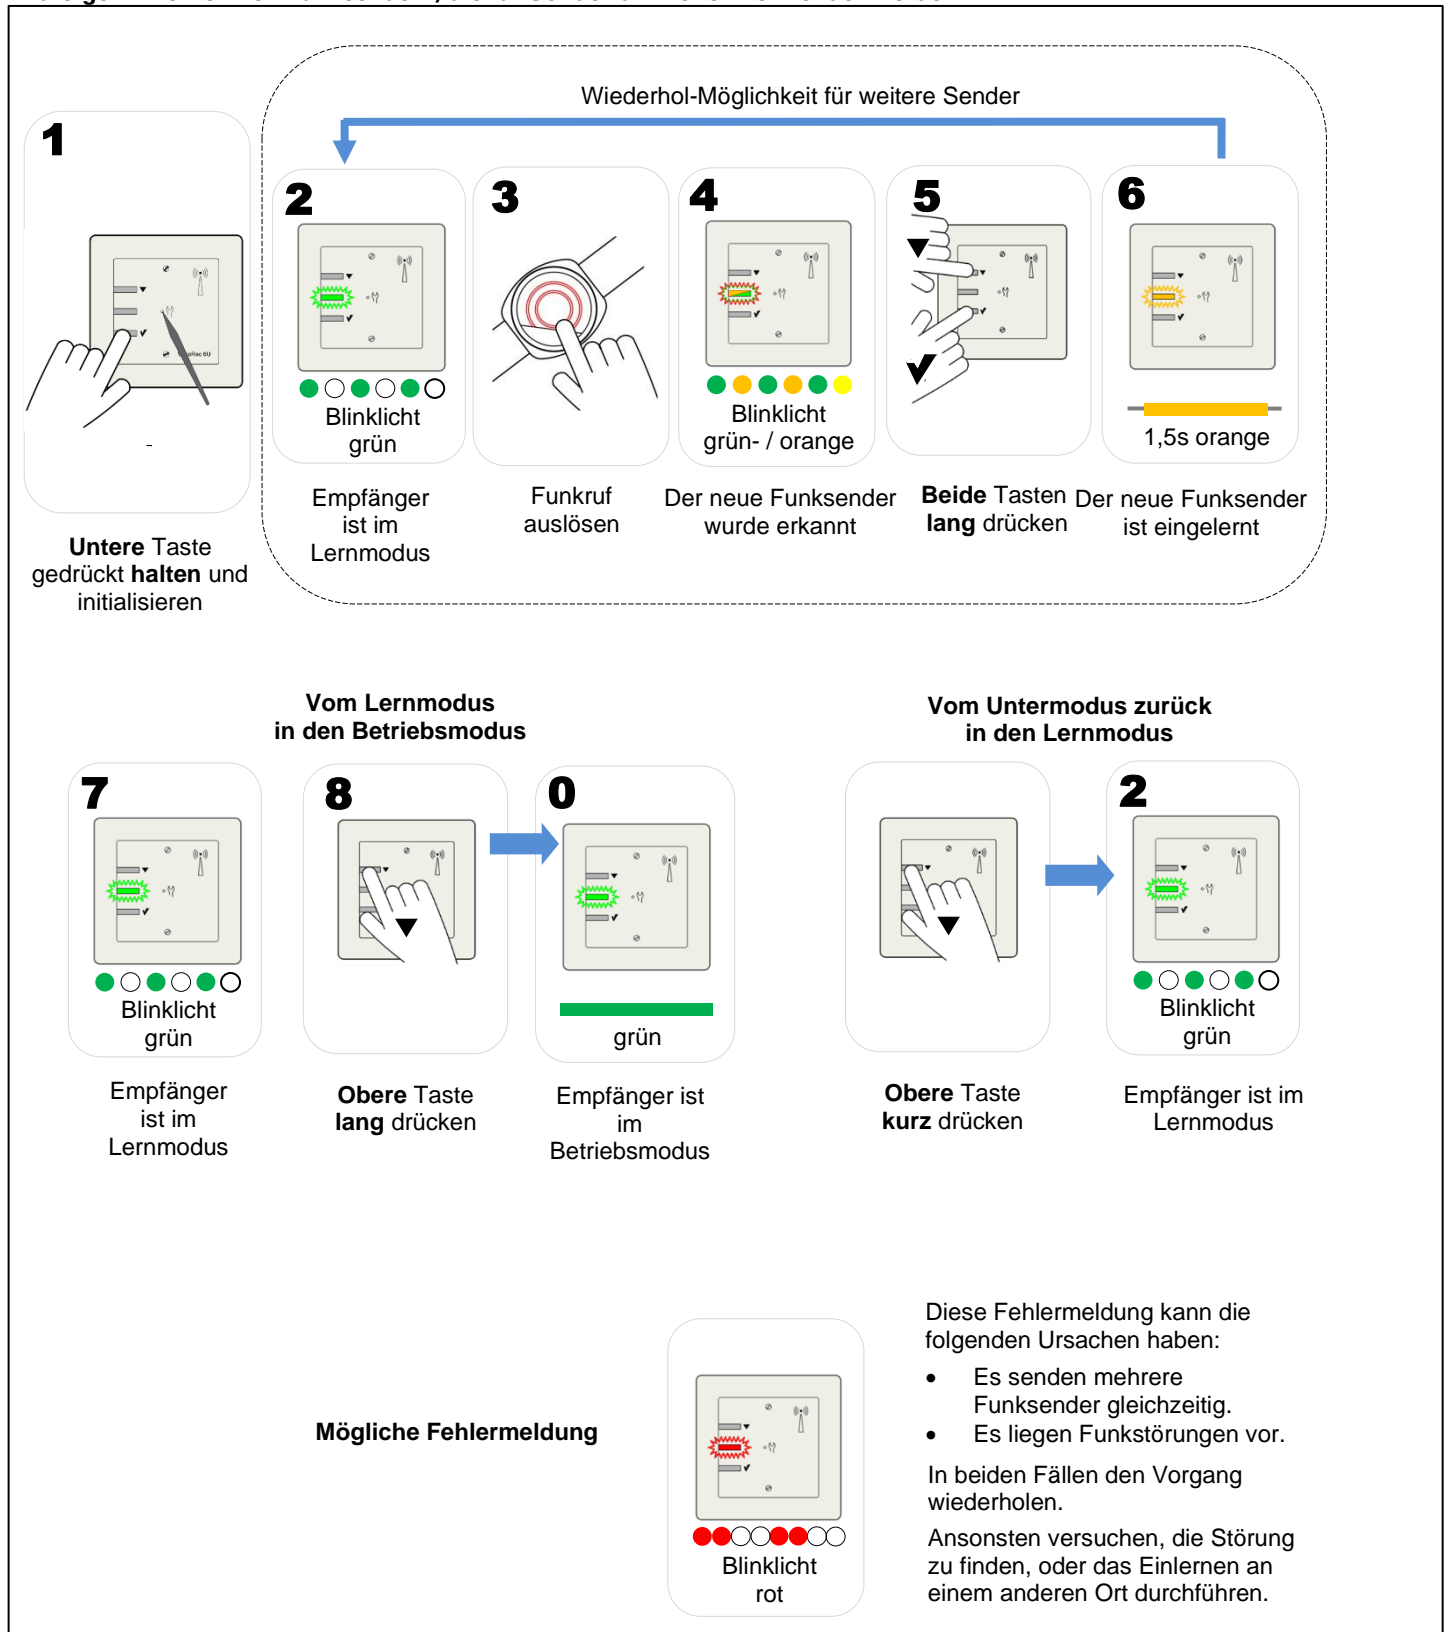 Wiederhol-Möglichkeit für weitere Sender
1
2
3
4
5
6
Blinklicht
grün
Blinklicht
grün- / orange
1,5s orange
Untere Taste
gedrückt halten und
initialisieren
Empfänger
ist im
Lernmodus
Funkruf
auslösen
Der neue Funksender
wurde erkannt
Beide Tasten
lang drücken
Der neue Funksender
ist eingelernt
Vom Lernmodus
in den Betriebsmodus
Vom Untermodus zurück
in den Lernmodus
7
Blinklicht
grün
Empfänger
ist im
Lernmodus
8
Obere Taste
lang drücken
0
grün
Empfänger ist
im
Betriebsmodus
Obere Taste
kurz drücken
2
Blinklicht
grün
Empfänger ist im
Lernmodus
Mögliche Fehlermeldung
Blinklicht
rot
Diese Fehlermeldung kann die
folgenden Ursachen haben:
• Es senden mehrere
Funksender gleichzeitig.
• Es liegen Funkstörungen vor.
In beiden Fällen den Vorgang
wiederholen.
Ansonsten versuchen, die Störung
zu finden, oder das Einlernen an
einem anderen Ort durchführen.